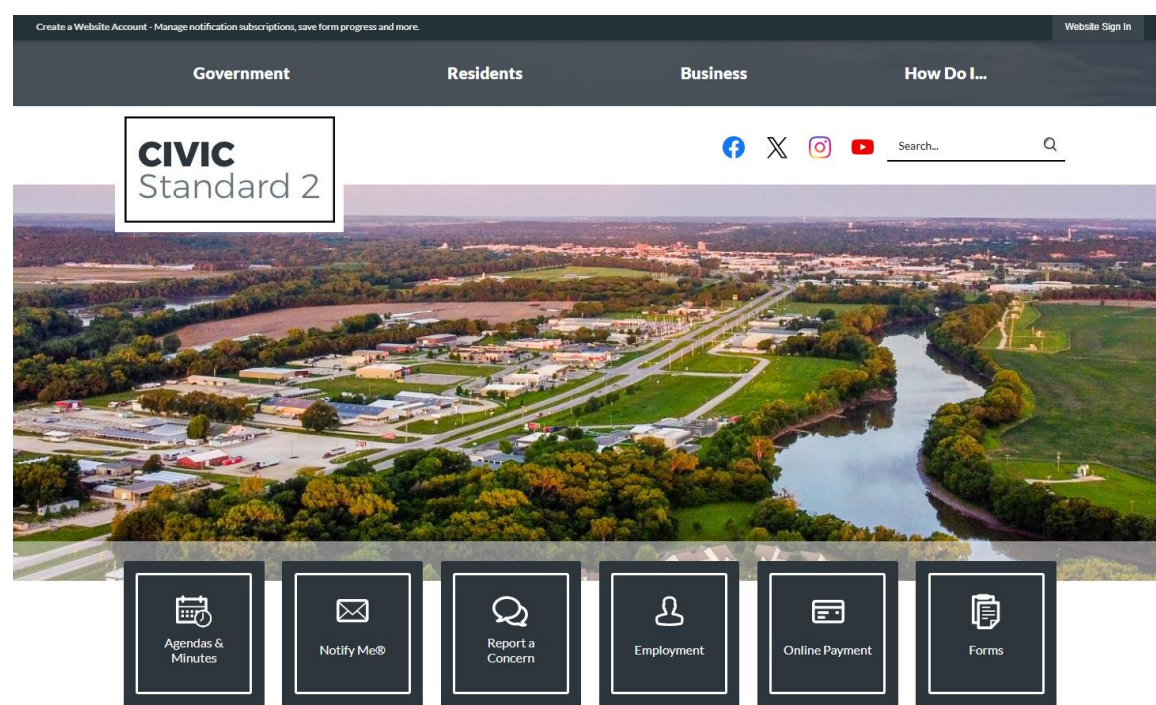 Create a Website Account - Manage notification subscriptions, save form progress and more.
Website Sign In
Government
Residents
Business
How Do I...
CIVIC
Standard 2
Search...
Agendas &
Minutes
Notify Me®
Report a
Concern
Employment
Online Payment
Forms